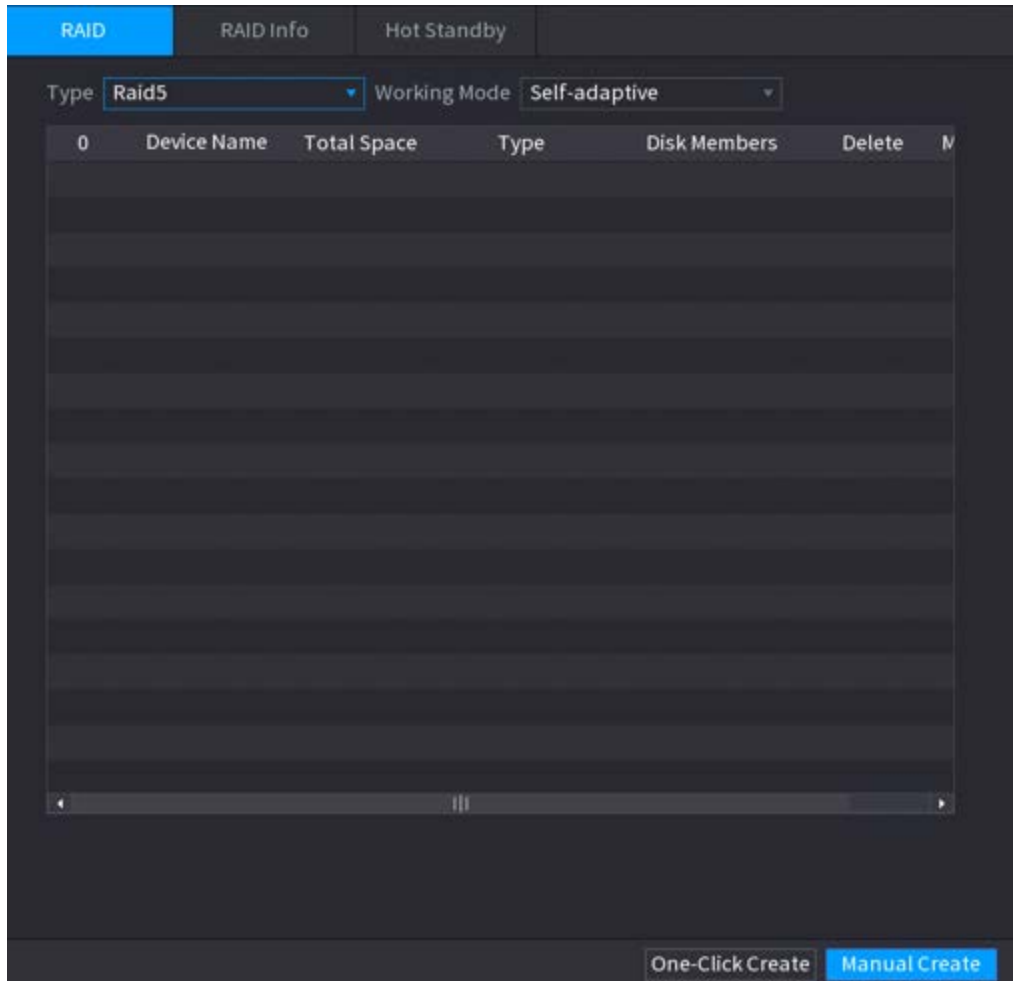 RAID RAID Info Hot Standby
Type Raid5 Working Mode Self-adaptive
0 Device Name Total Space Type Disk Members Delete M
One-Click Create Manual Create